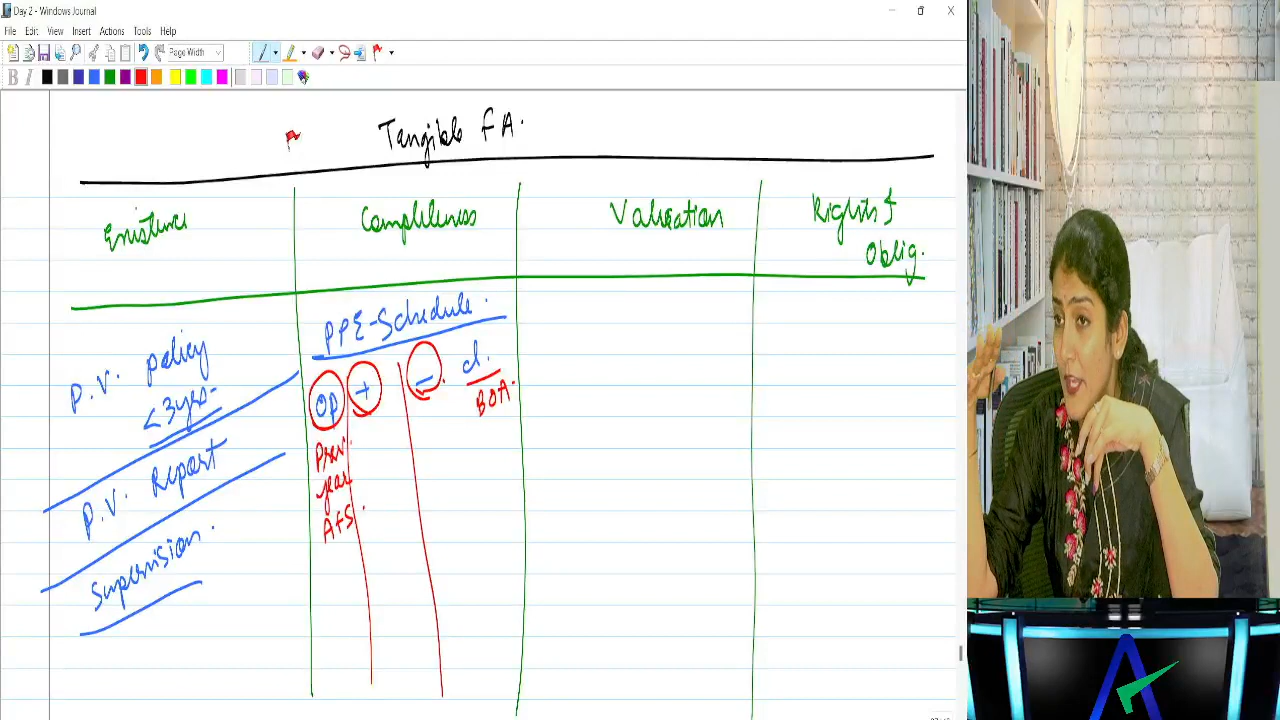 Day 2 - Windows Journal
File Edit View Insert Actions Tools Help
Page Width
B I
Tangible FA.
Existence
Completeness
Valuation
Rights &
Oblig.
P.V. policy
<3yrs-
P.V. Report
Supervision.
PPE-Schedule.
Op + - cl.
BOA.
Prev.
year
AFS.